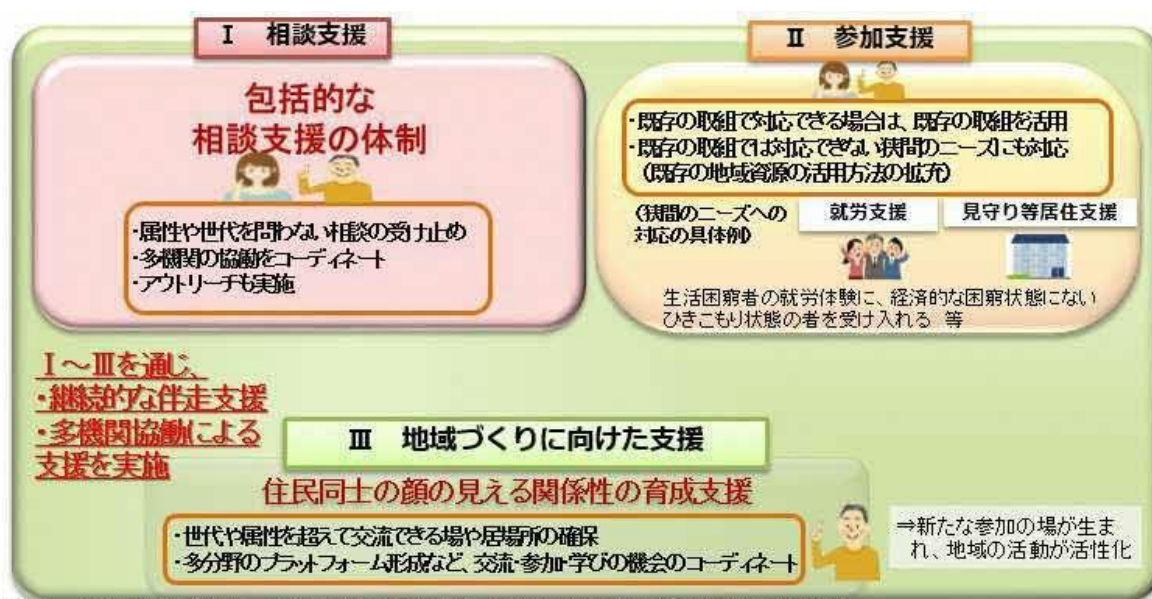 Ⅰ 相談支援
包括的な
相談支援の体制
・属性や世代を問わない相談の受け止め
・多機関の協働をコーディネート
・アウトリーチも実施
Ⅱ 参加支援
・既存の取組で対応できる場合は、既存の取組を活用
・既存の取組では対応できない狭間のニーズにも対応
(既存の地域資源の活用方法の拡充)
(狭間のニーズへの
対応の具体例)
就労支援
見守り等居住支援
生活困窮者の就労体験に、経済的な困窮状態にない
ひきこもり状態の者を受け入れる 等
Ⅰ～Ⅲを通じ、
・継続的な伴走支援
・多機関協働による
支援を実施
Ⅲ 地域づくりに向けた支援
住民同士の顔の見える関係性の育成支援
・世代や属性を超えて交流できる場や居場所の確保
・多分野のプラットフォーム形成など、交流・参加・学びの機会のコーディネート
⇒新たな参加の場が生ま
れ、地域の活動が活性化